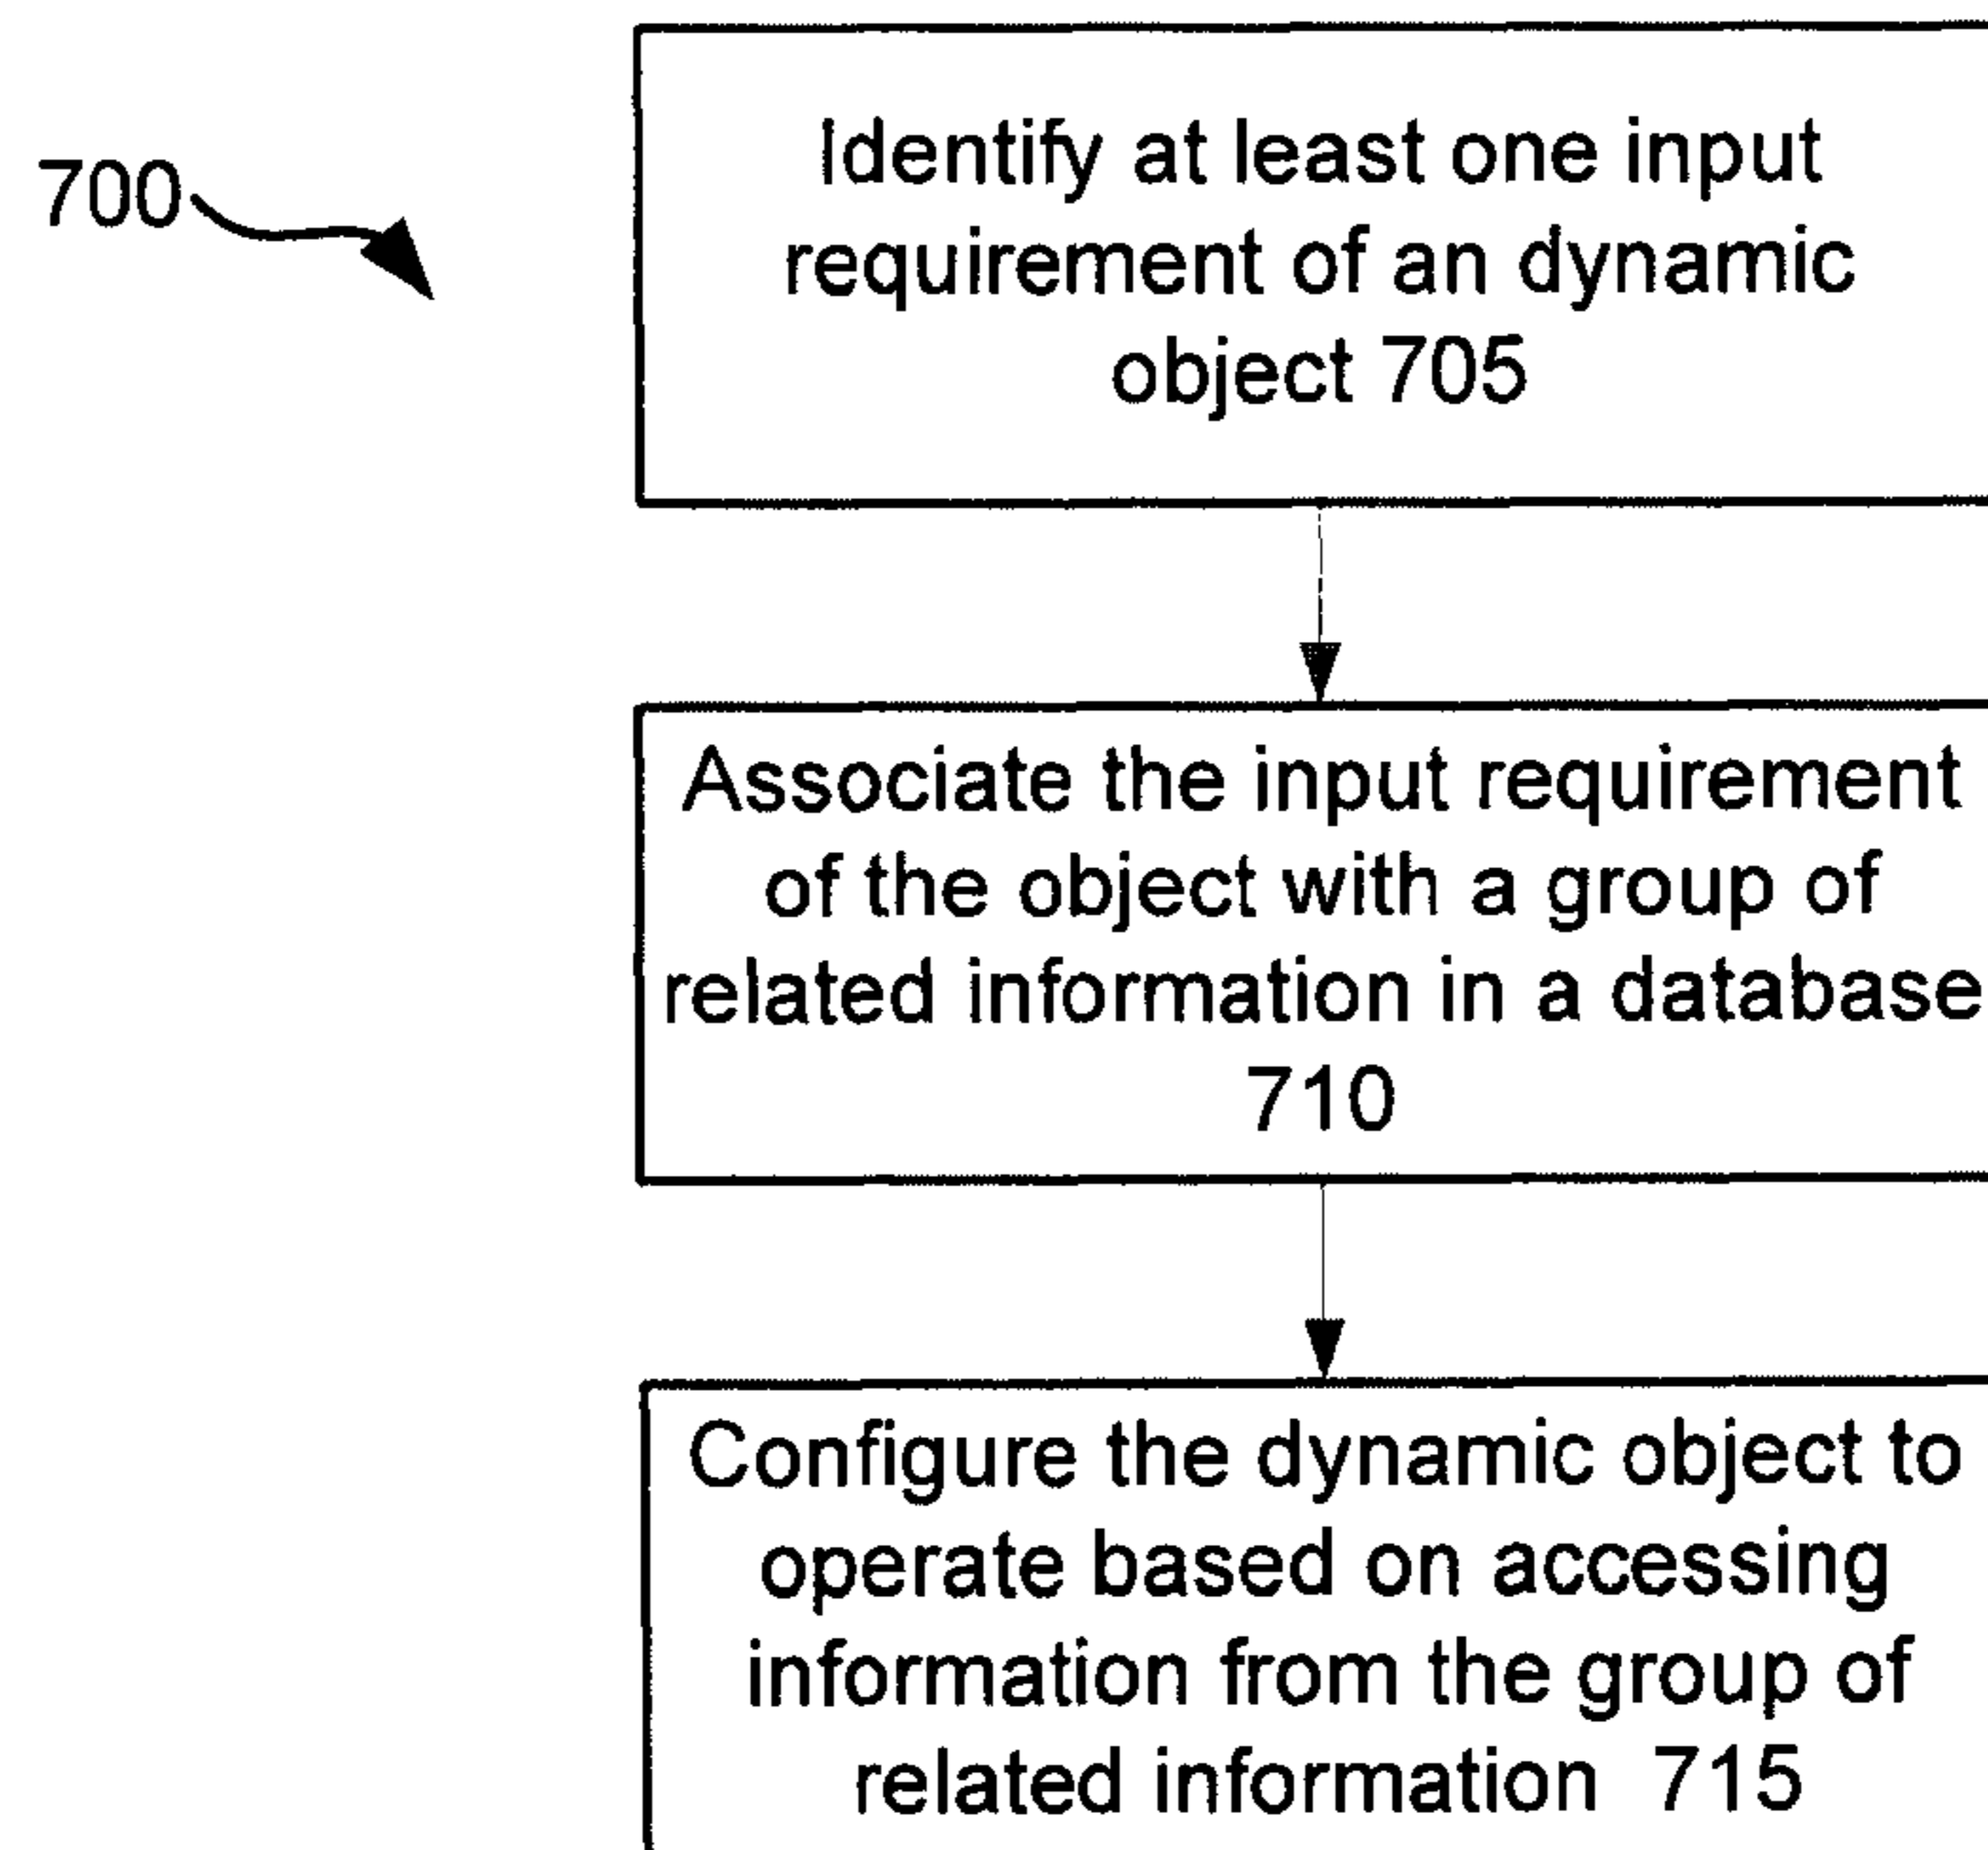 700
Identify at least one input
requirement of an dynamic
object 705
Associate the input requirement
of the object with a group of
related information in a database
710
Configure the dynamic object to
operate based on accessing
information from the group of
related information 715